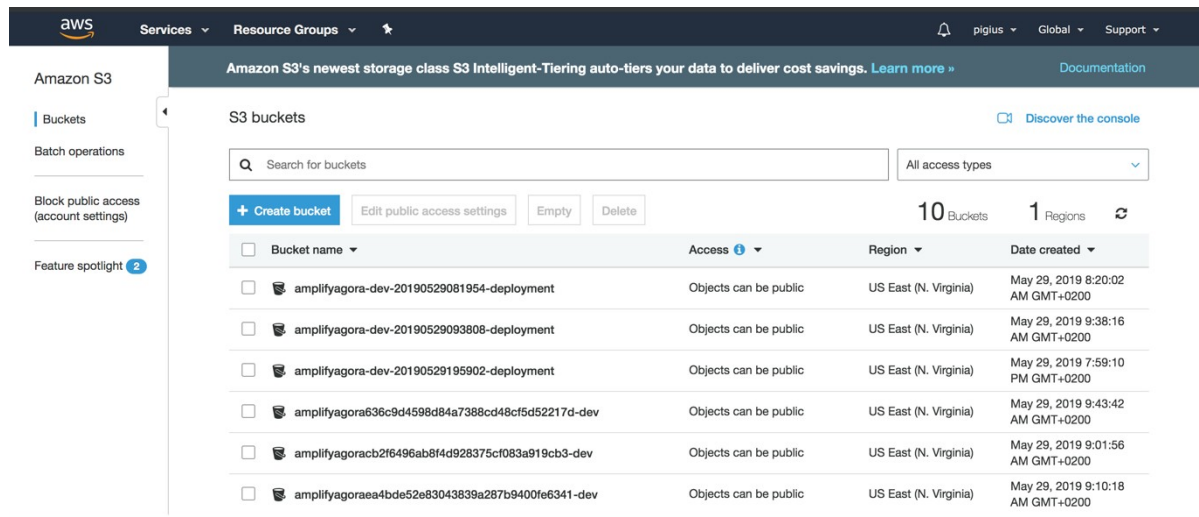 aws Services Resource Groups pigius Global Support
Amazon S3
Amazon S3's newest storage class S3 Intelligent-Tiering auto-tiers your data to deliver cost savings. Learn more » Documentation
Buckets
Batch operations
Block public access
(account settings)
Feature spotlight 2
S3 buckets Discover the console
Search for buckets All access types
+ Create bucket Edit public access settings Empty Delete 10 Buckets 1 Regions
Bucket name Access Region Date created
amplifyagora-dev-20190529081954-deployment Objects can be public US East (N. Virginia) May 29, 2019 8:20:02
AM GMT+0200
amplifyagora-dev-20190529093808-deployment Objects can be public US East (N. Virginia) May 29, 2019 9:38:16
AM GMT+0200
amplifyagora-dev-20190529195902-deployment Objects can be public US East (N. Virginia) May 29, 2019 7:59:10
PM GMT+0200
amplifyagora636c9d4598d84a7388cd48cf5d52217d-dev Objects can be public US East (N. Virginia) May 29, 2019 9:43:42
AM GMT+0200
amplifyagoracb2f6496ab8f4d928375cf083a919cb3-dev Objects can be public US East (N. Virginia) May 29, 2019 9:01:56
AM GMT+0200
amplifyagoraea4bde52e83043839a287b9400fe6341-dev Objects can be public US East (N. Virginia) May 29, 2019 9:10:18
AM GMT+0200